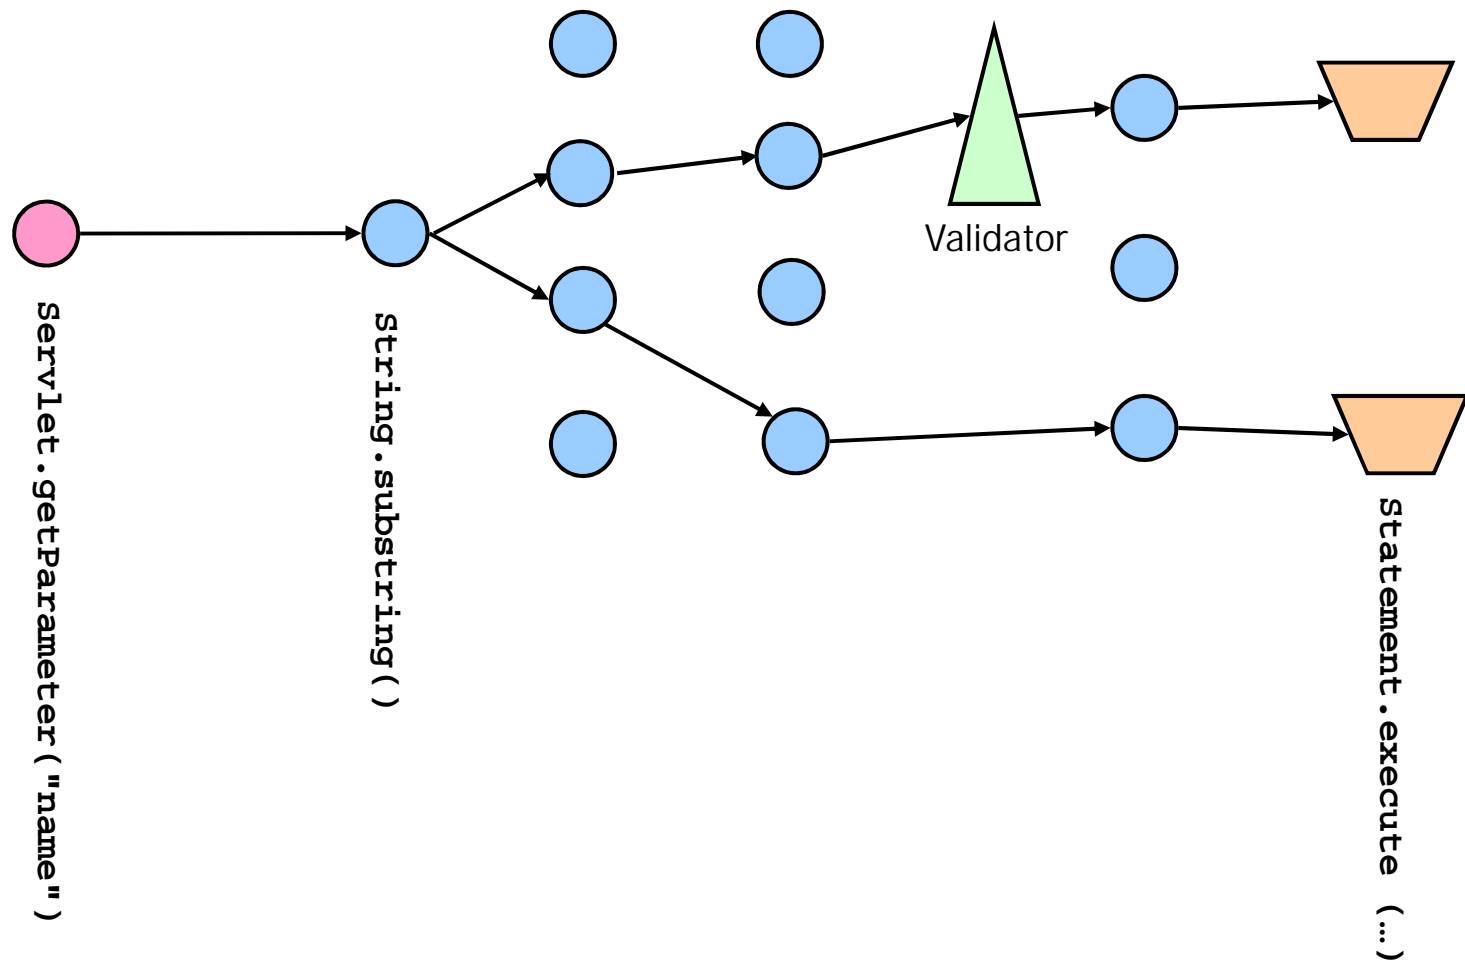 Validator
Servlet.getParameter("name")
String.substring()
Statement.execute (…)